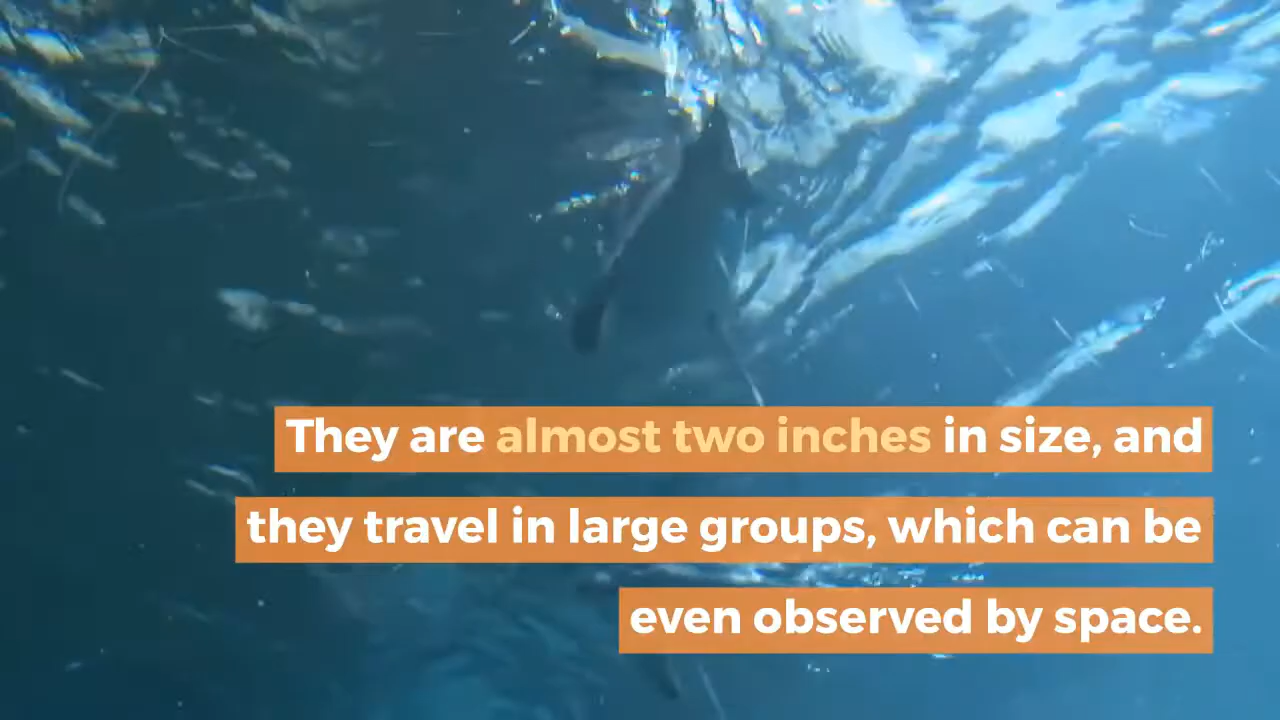 They are almost two inches in size, and
they travel in large groups, which can be
even observed by space.